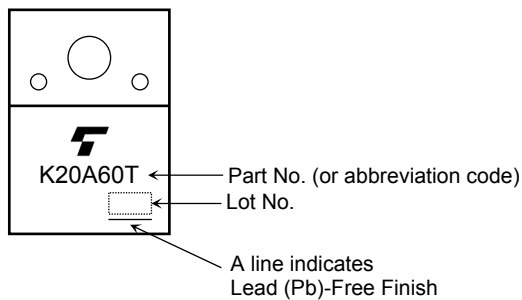 K20A60T
Part No. (or abbreviation code)
Lot No.
A line indicates
Lead (Pb)-Free Finish